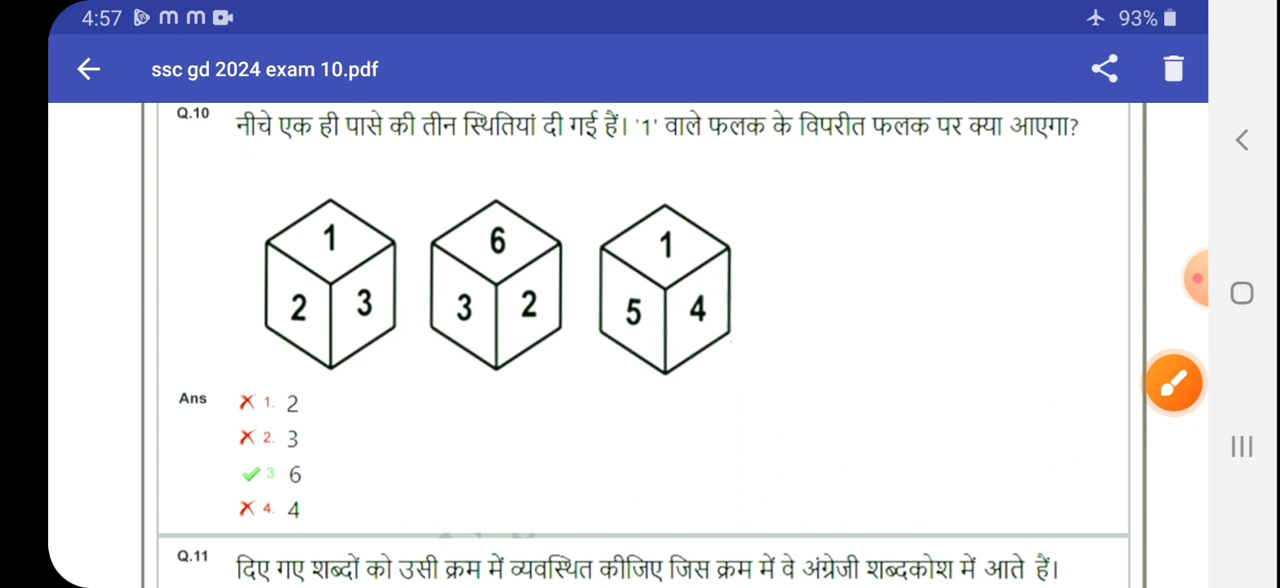 4:57
93%
ssc gd 2024 exam 10.pdf
Q.10
नीचे एक ही पासे की तीन स्थितियां दी गई हैं। '1' वाले फलक के विपरीत फलक पर क्या आएगा?
1 6 1
2 3 3 2 5 4
Ans
1. 2
2. 3
3 6
4. 4
Q.11
दिए गए शब्दों को उसी क्रम में व्यवस्थित कीजिए जिस क्रम में वे अंग्रेजी शब्दकोश में आते हैं।